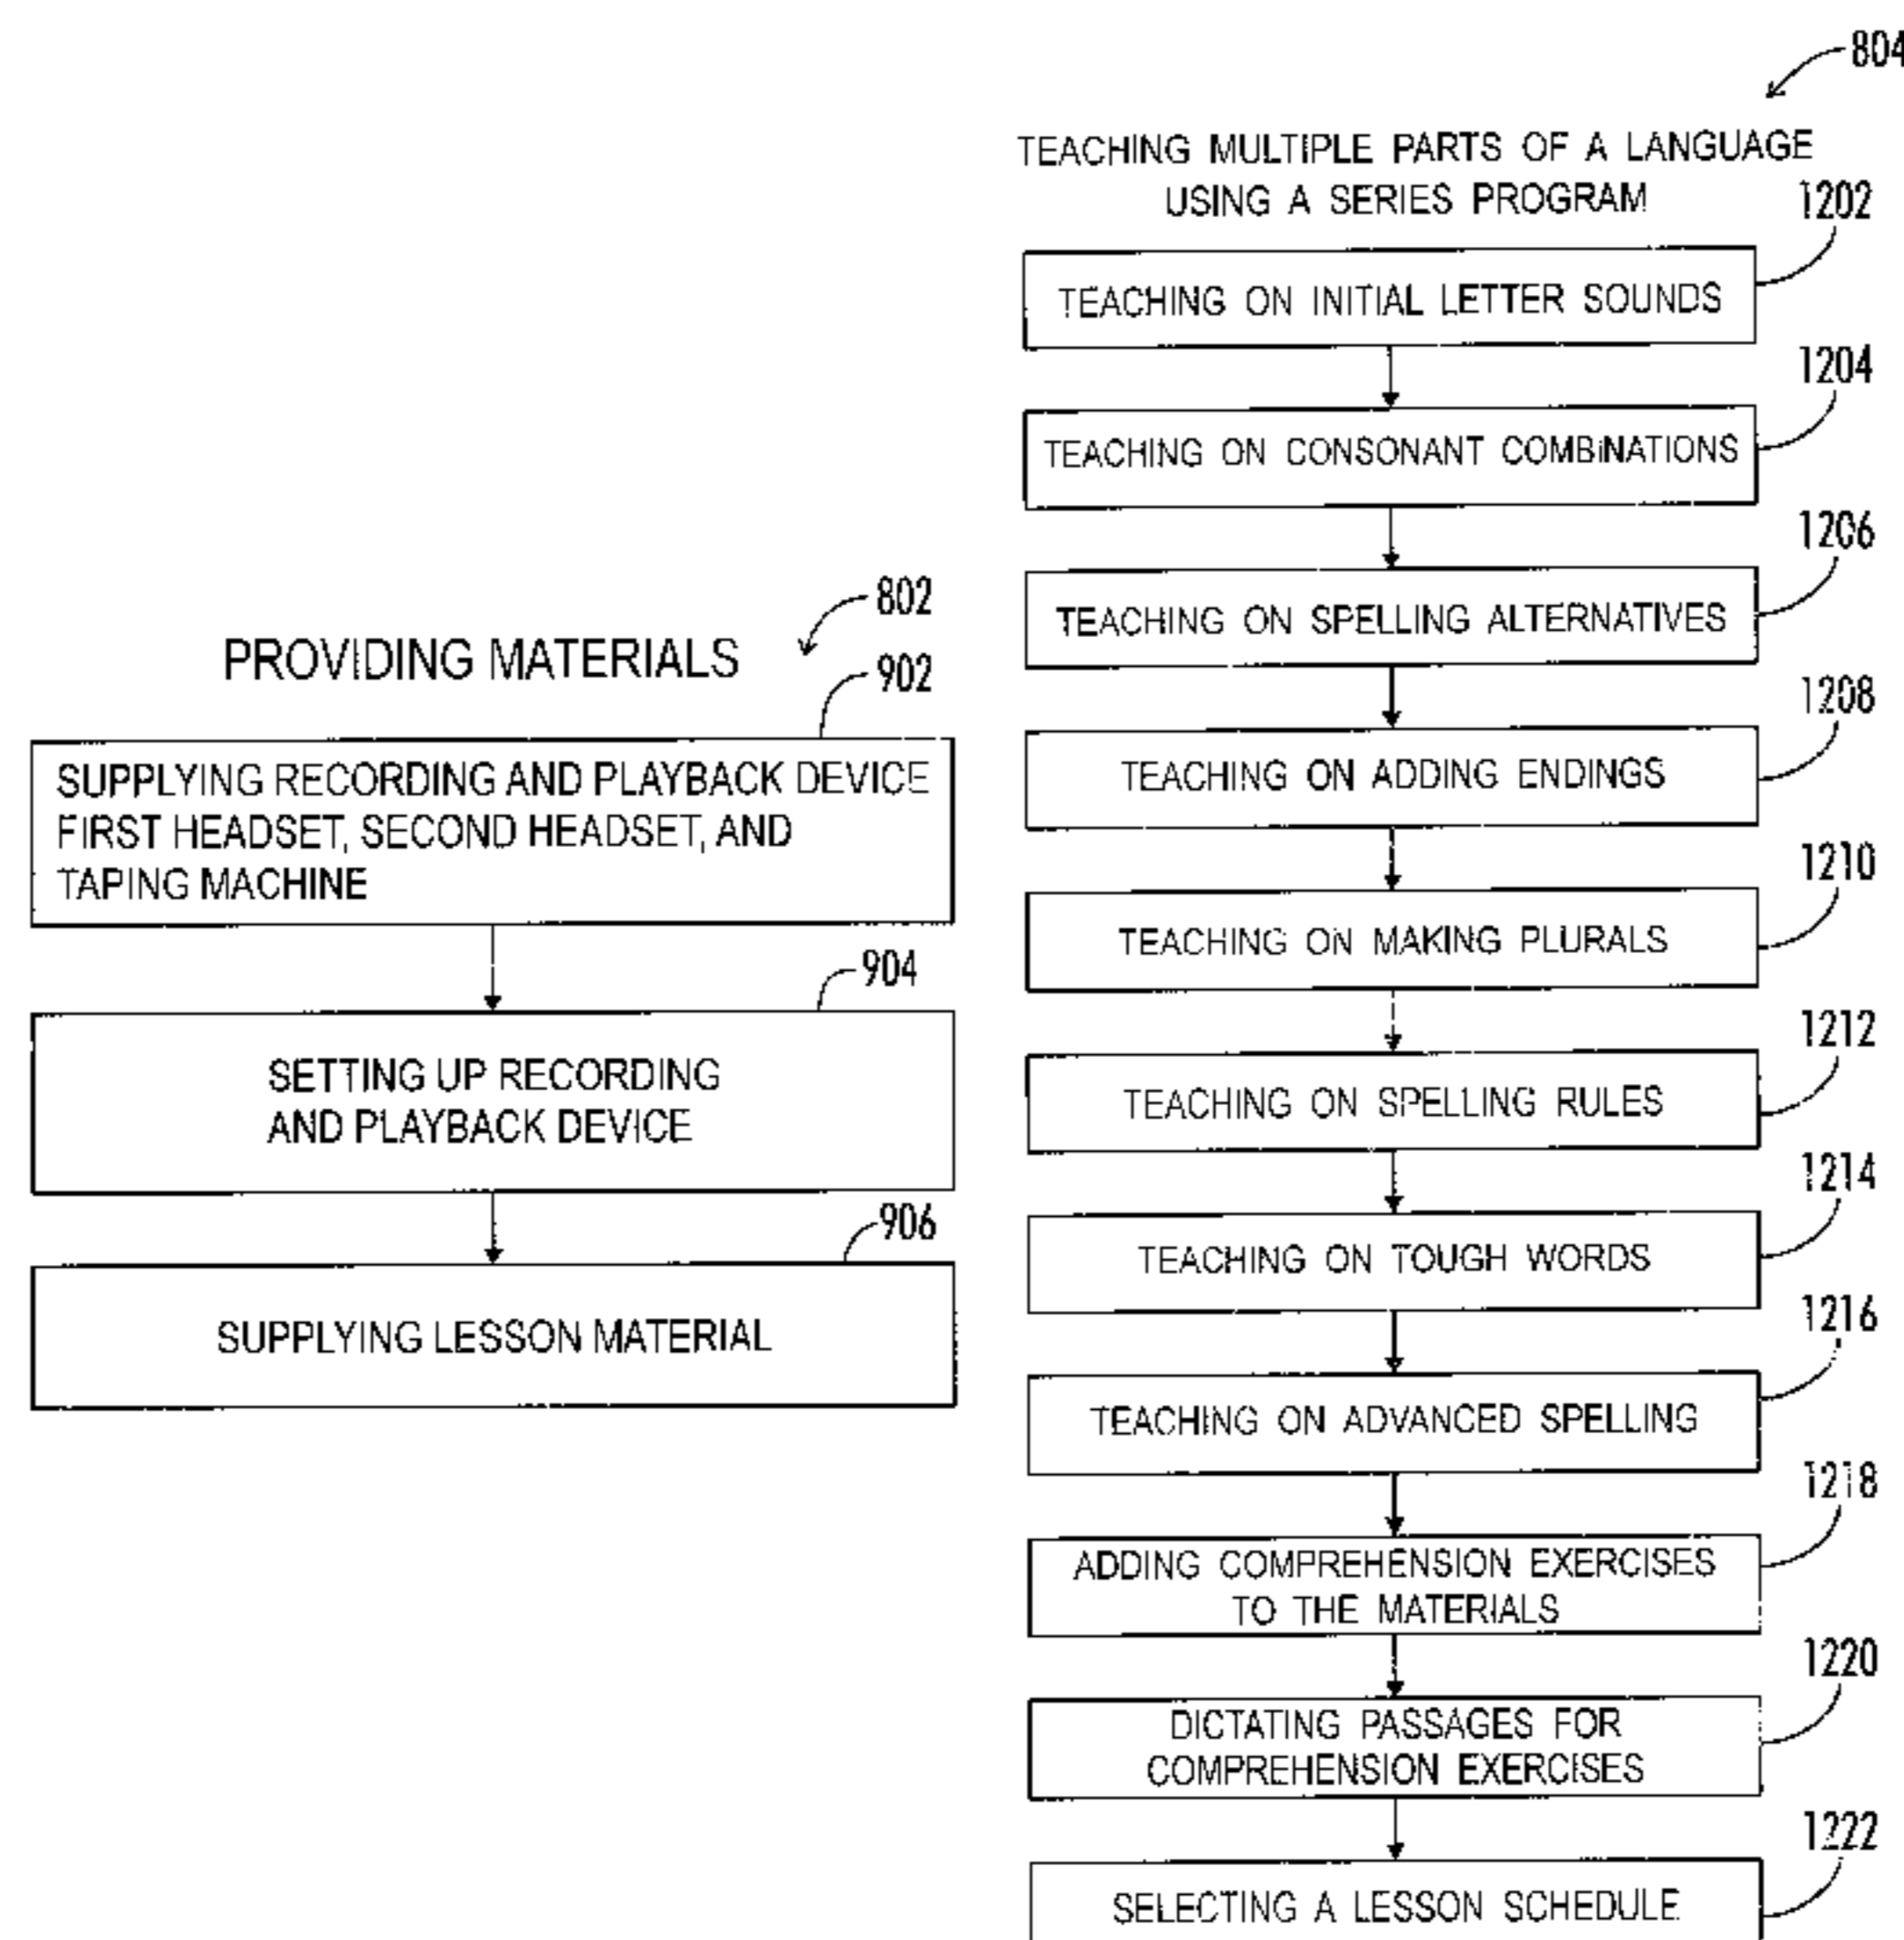 802
PROVIDING MATERIALS
902
SUPPLYING RECORDING AND PLAYBACK DEVICE
FIRST HEADSET, SECOND HEADSET, AND
TAPING MACHINE
904
SETTING UP RECORDING
AND PLAYBACK DEVICE
906
SUPPLYING LESSON MATERIAL
804
TEACHING MULTIPLE PARTS OF A LANGUAGE
USING A SERIES PROGRAM
1202
TEACHING ON INITIAL LETTER SOUNDS
1204
TEACHING ON CONSONANT COMBINATIONS
1206
TEACHING ON SPELLING ALTERNATIVES
1208
TEACHING ON ADDING ENDINGS
1210
TEACHING ON MAKING PLURALS
1212
TEACHING ON SPELLING RULES
1214
TEACHING ON TOUGH WORDS
1216
TEACHING ON ADVANCED SPELLING
1218
ADDING COMPREHENSION EXERCISES
TO THE MATERIALS
1220
DICTATING PASSAGES FOR
COMPREHENSION EXERCISES
1222
SELECTING A LESSON SCHEDULE